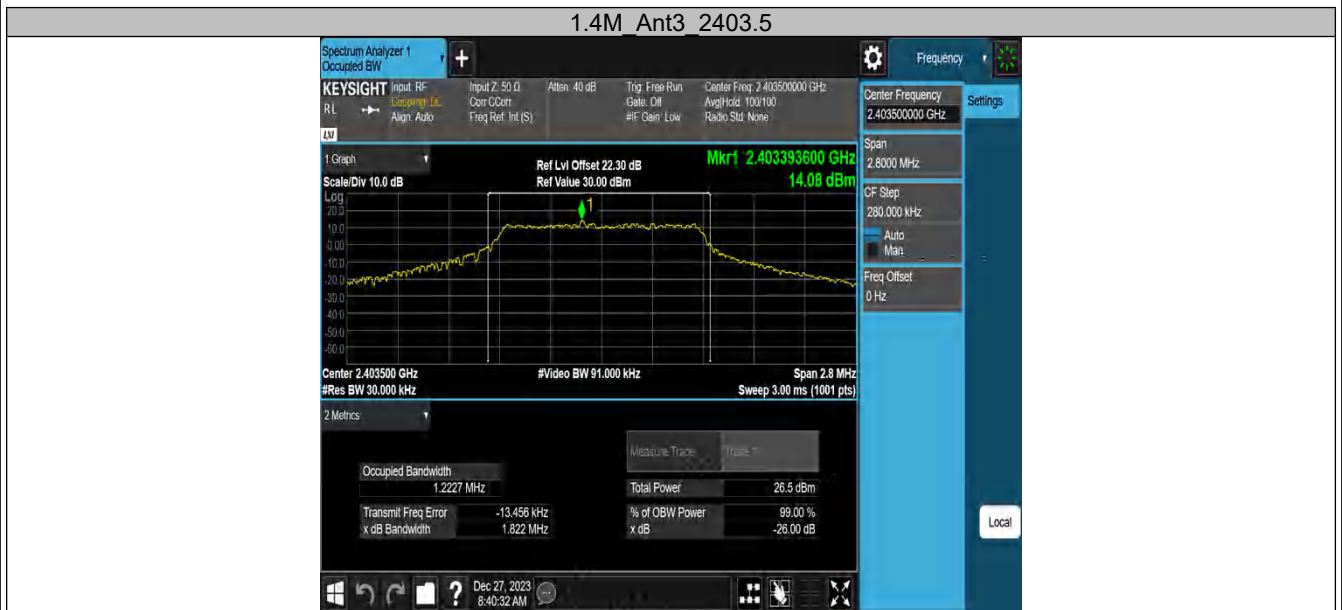 1.4M_Ant3_2403.5
Spectrum Analyzer 1
Occupied BW
+
Frequency
KEYSIGHT
RL
LXI
Input: RF
Coupling: DC
Align: Auto
Input Z: 50 Ω
Corr CCorr
Freq Ref: Int (S)
Atten: 40 dB
Trig: Free Run
Gate: Off
#IF Gain: Low
Center Freq: 2.403500000 GHz
Avg|Hold: 100/100
Radio Std: None
Center Frequency
2.403500000 GHz
Settings
Span
2.8000 MHz
CF Step
280.000 kHz
Auto
Man
Freq Offset
0 Hz
Local
1 Graph
Scale/Div 10.0 dB
Ref Lvl Offset 22.30 dB
Ref Value 30.00 dBm
Mkr1 2.403393600 GHz
14.08 dBm
Log
20.0
10.0
0.00
-10.0
-20.0
-30.0
-40.0
-50.0
-60.0
1
Center 2.403500 GHz
#Video BW 91.000 kHz
Span 2.8 MHz
#Res BW 30.000 kHz
Sweep 3.00 ms (1001 pts)
2 Metrics
Measure Trace
Trace 1
Occupied Bandwidth
1.2227 MHz
Total Power
26.5 dBm
Transmit Freq Error
-13.456 kHz
% of OBW Power
99.00 %
x dB Bandwidth
1.822 MHz
x dB
-26.00 dB
?
Dec 27, 2023
8:40:32 AM